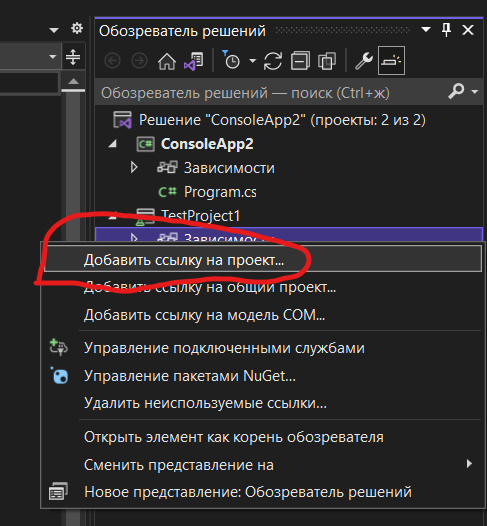 Обозреватель решений
Обозреватель решений — поиск (Ctrl+ж)
Решение "ConsoleApp2" (проекты: 2 из 2)
C# ConsoleApp2
Зависимости
C# Program.cs
TestProject1
Зависимости
Добавить ссылку на проект...
Добавить ссылку на общий проект...
Добавить ссылку на модель COM...
Управление подключенными службами
Управление пакетами NuGet...
Удалить неиспользуемые ссылки...
Открыть элемент как корень обозревателя
Сменить представление на
Новое представление: Обозреватель решений